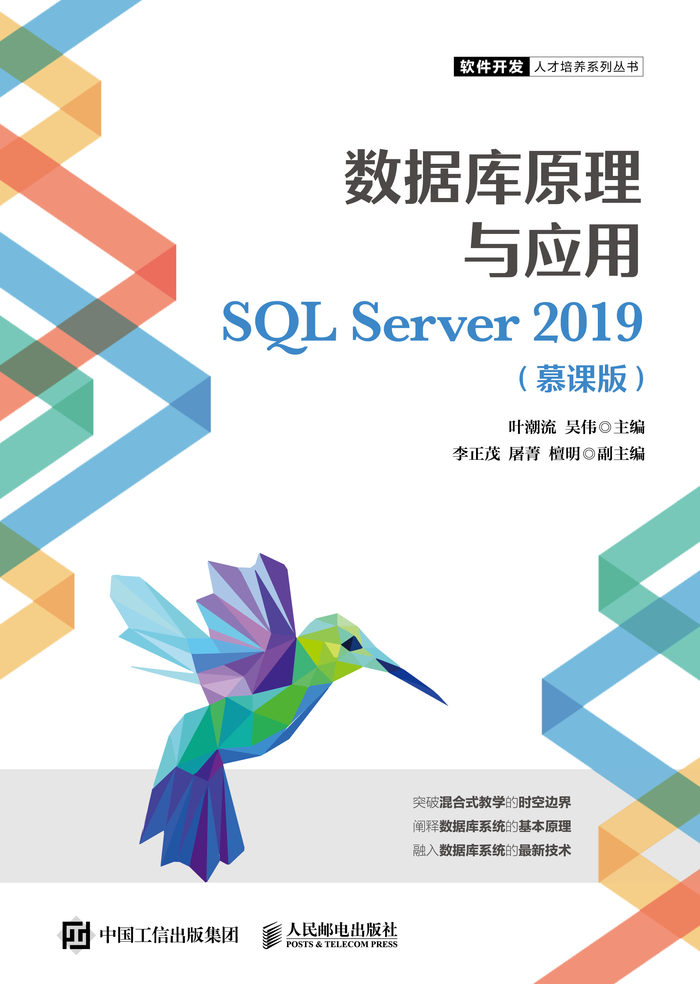 软件开发 人才培养系列丛书
数据库原理
与应用
SQL Server 2019
（慕课版）
叶潮流 吴伟◎主编
李正茂 屠菁 檀明◎副主编
突破混合式教学的时空边界
阐释数据库系统的基本原理
融入数据库系统的最新技术
中国工信出版集团 人民邮电出版社
POSTS & TELECOM PRESS